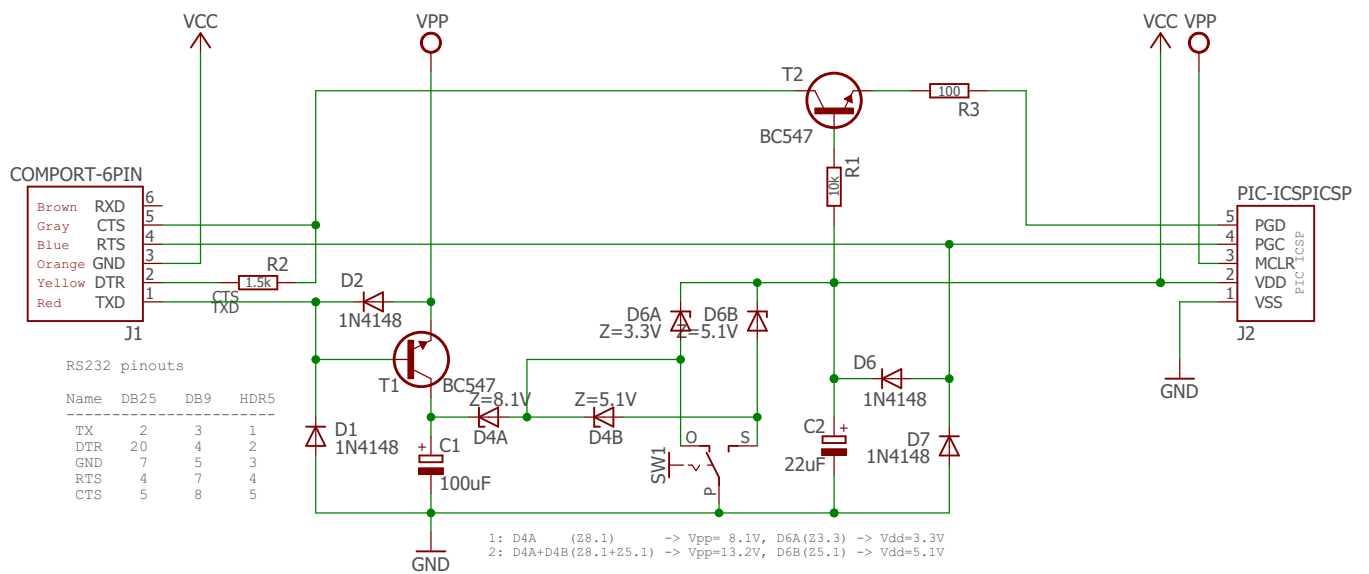 VCC
VPP
VCC
VPP
T2
100
R3
BC547
R1
10k
COMPORT-6PIN
PIC-ICSPICSP
Brown RXD 6
Gray CTS 5
Blue RTS 4
Orange GND 3
Yellow DTR 2
Red TXD 1
J1
R2
1.5k
CTS
TXD
5 PGD
4 PGC
3 MCLR
2 VDD
1 VSS
PIC ICSP
J2
GND
D2
1N4148
D6A
Z=3.3V
D6B
Z=5.1V
T1
BC547
Z=8.1V
D4A
Z=5.1V
D4B
D6
1N4148
D1
1N4148
+
C1
100uF
SW1
O
S
P
C2
+
22uF
D7
1N4148
GND
RS232 pinouts
Name DB25 DB9 HDR5
-------------------------
TX 2 3 1
DTR 20 4 2
GND 7 5 3
RTS 4 7 4
CTS 5 8 5
1: D4A (Z8.1) -> Vpp= 8.1V, D6A(Z3.3) -> Vdd=3.3V
2: D4A+D4B(Z8.1+Z5.1) -> Vpp=13.2V, D6B(Z5.1) -> Vdd=5.1V